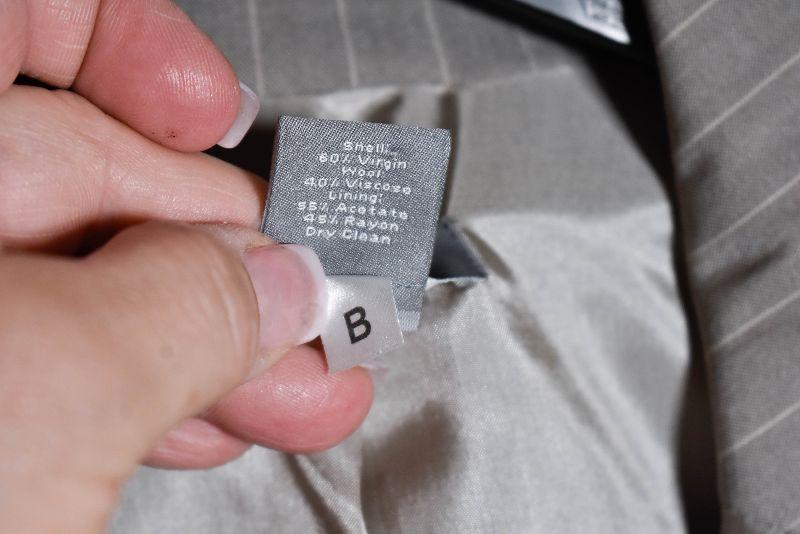 Shell:
60% Virgin
Wool
40% Viscose
Lining:
55% Acetate
45% Rayon
Dry Clean
B